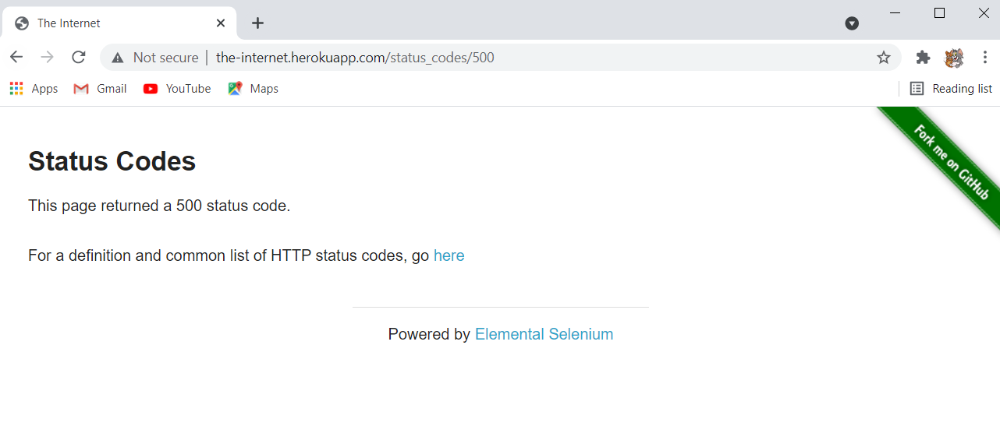 The Internet
Not secure | the-internet.herokuapp.com/status_codes/500
Apps Gmail YouTube Maps Reading list
Fork me on GitHub
Status Codes
This page returned a 500 status code.
For a definition and common list of HTTP status codes, go here
Powered by Elemental Selenium